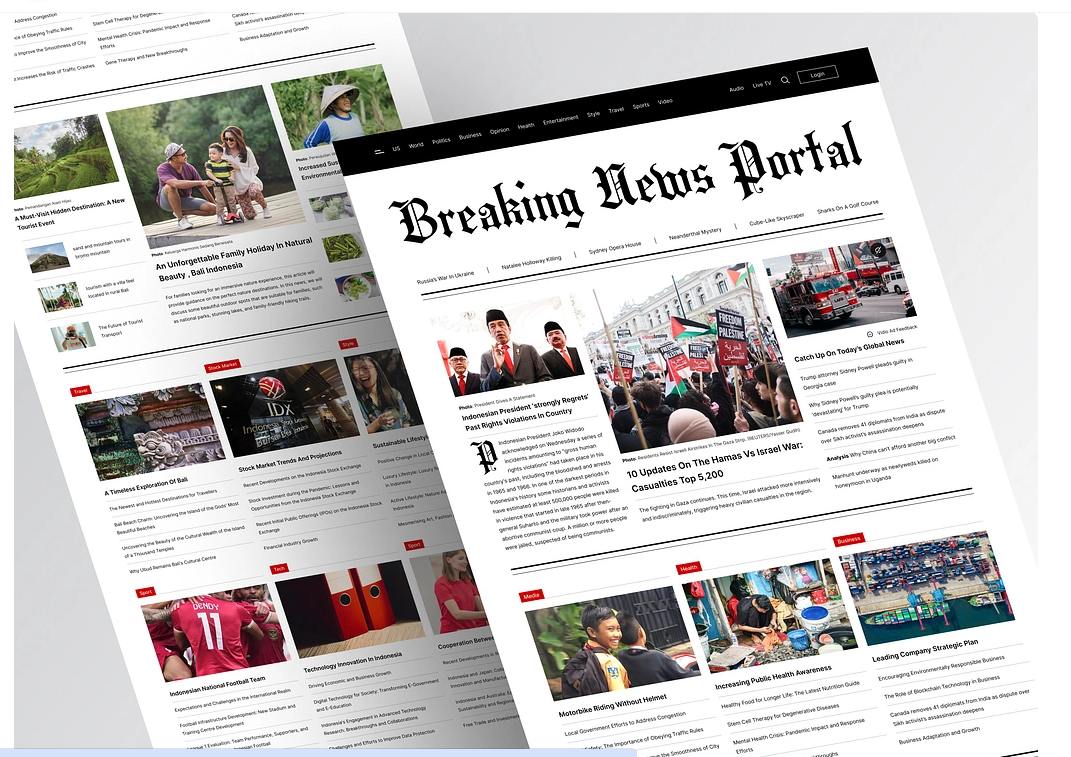 Address Congestion
ce of Obeying Traffic Rules
o Improve the Smoothness of City
t Increases the Risk of Traffic Crashes
Stem Cell Therapy for Degenerative
Mental Health Crisis: Pandemic Impact and Response
Efforts
Gene Therapy and New Breakthroughs
Canada
Sikh activist's assassination deep
Business Adaptation and Growth
Photo Pemandangan Alam Hijau
A Must-Visit Hidden Destination: A New
Tourist Event
sand and mountain tours in
bromo mountain
tourism with a villa feel
located in rural Bali
The Future of Tourist
Transport
Photo Keluarga Harmonis Sedang Berwisata
An Unforgettable Family Holiday In Natural
Beauty , Bali Indonesia
For families looking for an immersive nature experience, this article will
provide guidance on the perfect nature destinations. In this news, we will
discuss some beautiful outdoor spots that are suitable for families, such
as national parks, stunning lakes, and family-friendly hiking trails.
Photo
Increased Sus
Environmental
Travel
A Timeless Exploration Of Bali
The Newest and Hottest Destinations for Travellers
Bali Beach Charm: Uncovering the Island of the Gods' Most
Beautiful Beaches
Uncovering the Beauty of the Cultural Wealth of the Island
of a Thousand Temples
Why Ubud Remains Bali's Cultural Centre
Stock Market
IDX
Stock Market Trends And Projections
Recent Developments on the Indonesia Stock Exchange
Stock Investment during the Pandemic: Lessons and
Opportunities from the Indonesia Stock Exchange
Recent Initial Public Offerings (IPOs) on the Indonesia Stock
Exchange
Financial Industry Growth
Style
Sustainable Lifesty
Positive Change in Local
Luxury Lifestyle: Luxury
in Indonesia
Active Lifestyle: Nature
Indonesia
Mesmerising Art, Fashion
Sport
DENDY
11
Indonesian National Football Team
Expectations and Challenges in the International Realm
Football Infrastructure Development: New Stadium and
Training Centre Development
1 Evaluation: Team Performance, Supporters, and
Football
Tech
Technology Innovation In Indonesia
Driving Economic and Business Growth
Digital Technology for Society: Transforming E-Government
and E-Education
Indonesia's Engagement in Advanced Technology
Research: Breakthroughs and Collaborations
Challenges and Efforts to Improve Data Protection
Sport
Cooperation Betwee
Recent Developments in
Indonesia and Japan:
Innovation and Manufac
Indonesia and Australia:
Sustainability and Regiona
Free Trade and Investmen
US
World
Politics
Business
Opinion
Health
Entertainment
Style
Travel
Sports
Video
Audio
Live TV
Login
Breaking News Portal
Russia's War In Ukraine
Natalee Holloway Killing
Sydney Opera House
Neanderthal Mystery
Cube-Like Skyscraper
Sharks On A Golf Course
Photo President Gives A Statement
Indonesian President 'strongly Regrets'
Past Rights Violations In Country
P Indonesian President Joko Widodo
acknowledged on Wednesday a series of
incidents amounting to "gross human
rights violations" had taken place in his
country's past, including the bloodshed and arrests
in 1965 and 1966. In one of the darkest periods in
Indonesia's history some historians and activists
have estimated at least 500,000 people were killed
in violence that started in late 1965 after then-
general Suharto and the military took power after an
abortive communist coup. A million or more people
were jailed, suspected of being communists.
FREEDOM
PALESTINE
FREEDOM
FOR
PALESTINE
FREEDOM
PALESTINE
Photo Residents Resist Israeli Airstrikes In The Gaza Strip. (REUTERS/Yasser Qudih)
10 Updates On The Hamas Vs Israel War:
Casualties Top 5,200
The fighting in Gaza continues. This time, Israel attacked more intensively
and indiscriminately, triggering heavy civilian casualties in the region.
Vidio Ad Feedback
Catch Up On Today's Global News
Trump attorney Sidney Powell pleads guilty in
Georgia case
Why Sidney Powell's guilty plea is potentially
'devastating' for Trump
Canada removes 41 diplomats from India as dispute
over Sikh activist's assassination deepens
Analysis Why China can't afford another big conflict
Manhunt underway as newlyweds killed on
honeymoon in Uganda
Media
Motorbike Riding Without Helmet
Local Government Efforts to Address Congestion
Safety: The Importance of Obeying Traffic Rules
the Smoothness of City
Health
Increasing Public Health Awareness
Healthy Food for Longer Life: The Latest Nutrition Guide
Stem Cell Therapy for Degenerative Diseases
Mental Health Crisis: Pandemic Impact and Response
Efforts
Business
Leading Company Strategic Plan
Encouraging Environmentally Responsible Business
The Role of Blockchain Technology in Business
Canada removes 41 diplomats from India as dispute over
Sikh activist's assassination deepens
Business Adaptation and Growth